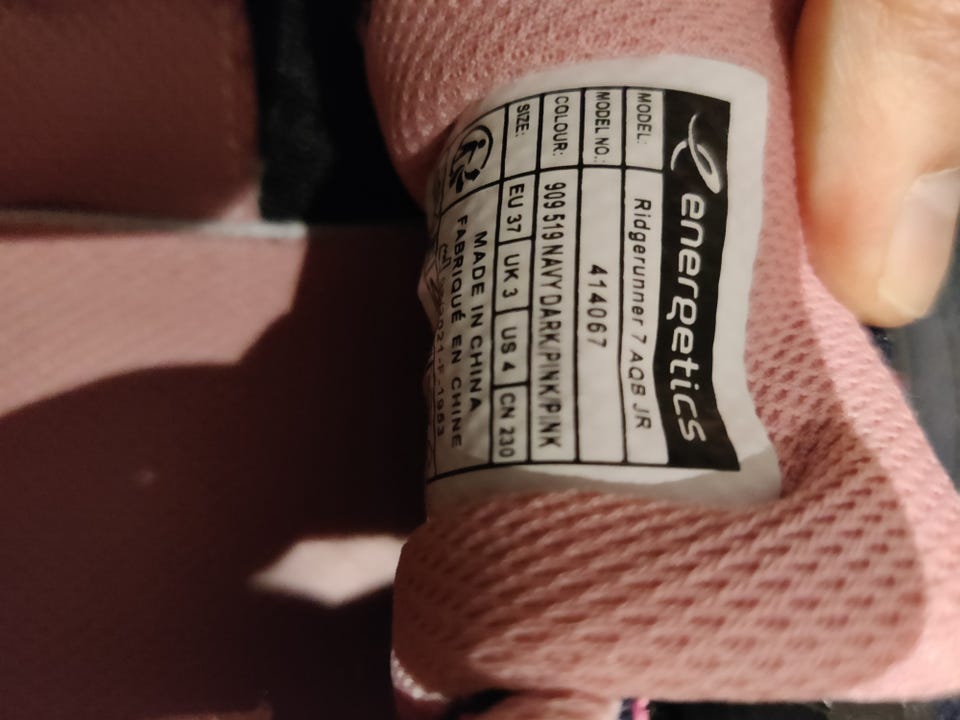 energetics
MODEL: Ridgerunner 7 AQB JR
MODEL NO.: 414067
COLOUR: 909 519 NAVY DARK/PINK/PINK
SIZE: EU 37 UK 3 US 4 CN 230
MADE IN CHINA
FABRIQUÉ EN CHINE